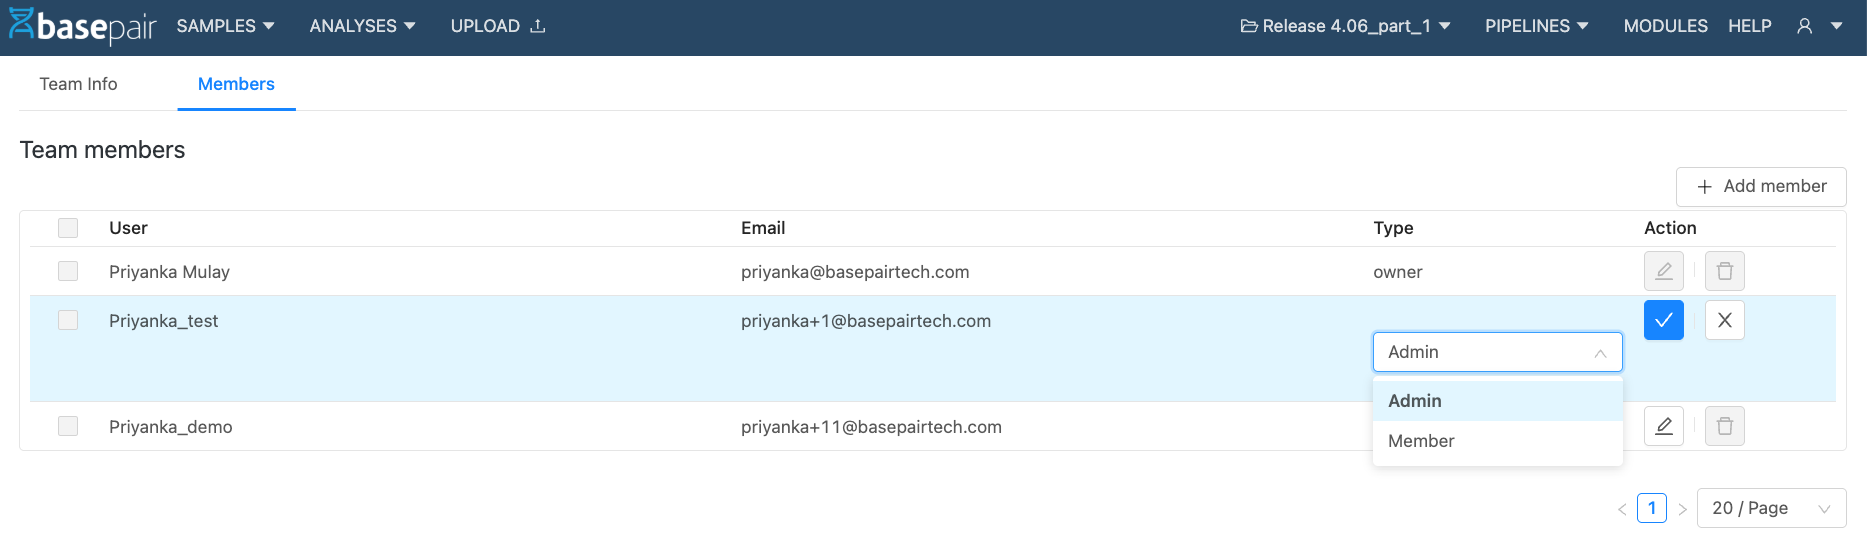 basepair SAMPLES ANALYSES UPLOAD Release 4.06_part_1 PIPELINES MODULES HELP
Team Info Members
Team members
+ Add member
User Email Type Action
Priyanka Mulay priyanka@basepairtech.com owner
Priyanka_test priyanka+1@basepairtech.com
Admin
Admin
Priyanka_demo priyanka+11@basepairtech.com
Member
1 20 / Page